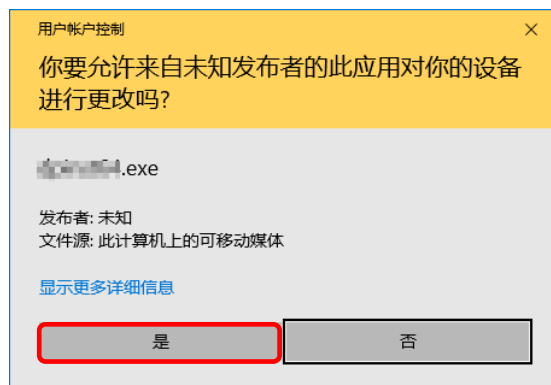 用户帐户控制
你要允许来自未知发布者的此应用对你的设备
进行更改吗?
.exe
发布者: 未知
文件源: 此计算机上的可移动媒体
显示更多详细信息
是
否